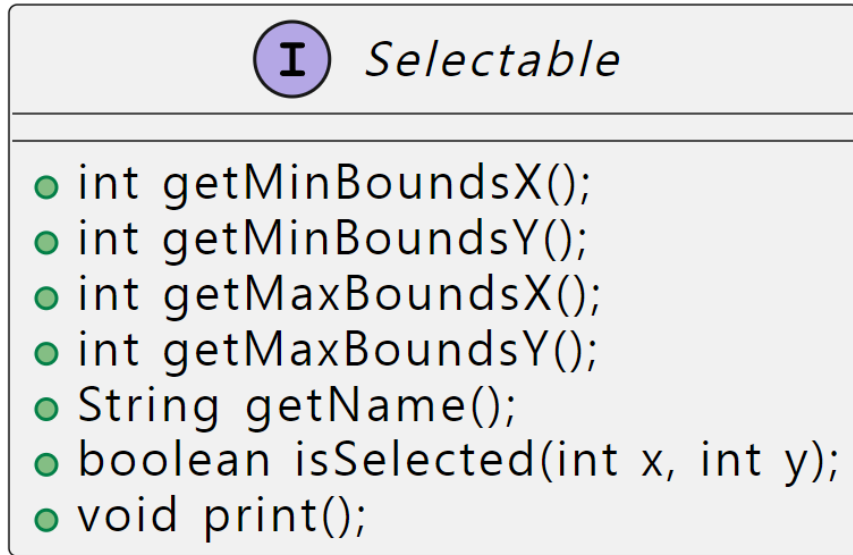 I Selectable
int getMinBoundsX();
int getMinBoundsY();
int getMaxBoundsX();
int getMaxBoundsY();
String getName();
boolean isSelected(int x, int y);
void print();